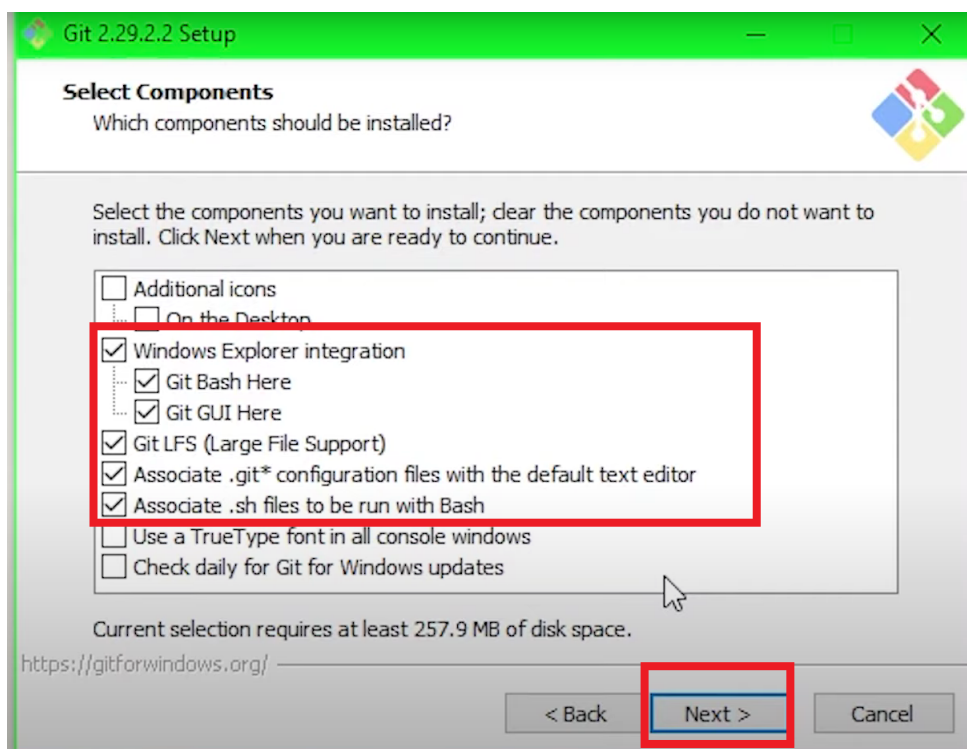 Git 2.29.2.2 Setup
Select Components
Which components should be installed?
Select the components you want to install; clear the components you do not want to
install. Click Next when you are ready to continue.
Additional icons
On the Desktop
Windows Explorer integration
Git Bash Here
Git GUI Here
Git LFS (Large File Support)
Associate .git* configuration files with the default text editor
Associate .sh files to be run with Bash
Use a TrueType font in all console windows
Check daily for Git for Windows updates
Current selection requires at least 257.9 MB of disk space.
https://gitforwindows.org/
< Back
Next >
Cancel